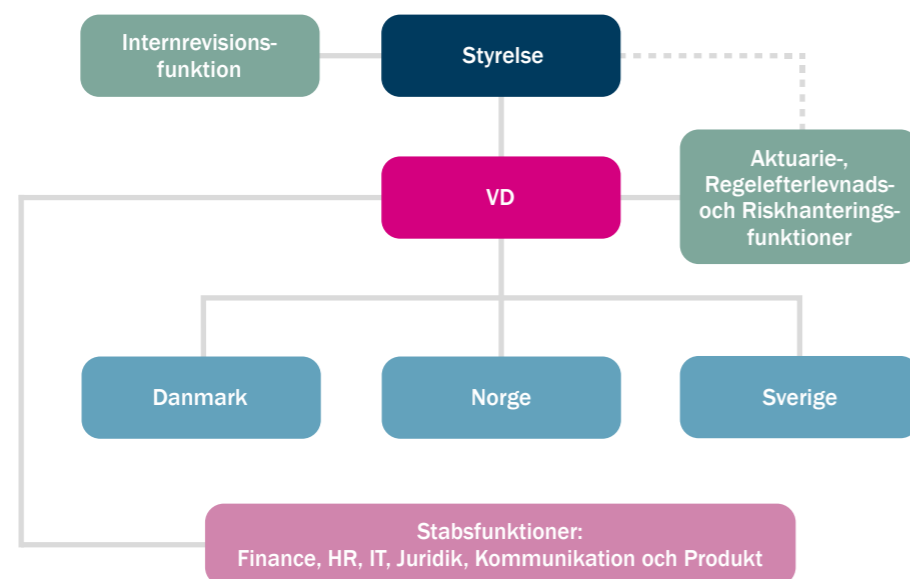 Internrevisions-
funktion
Styrelse
VD
Aktuarie-,
Regelefterlevnads-
och Riskhanterings-
funktioner
Danmark
Norge
Sverige
Stabsfunktioner:
Finance, HR, IT, Juridik, Kommunikation och Produkt